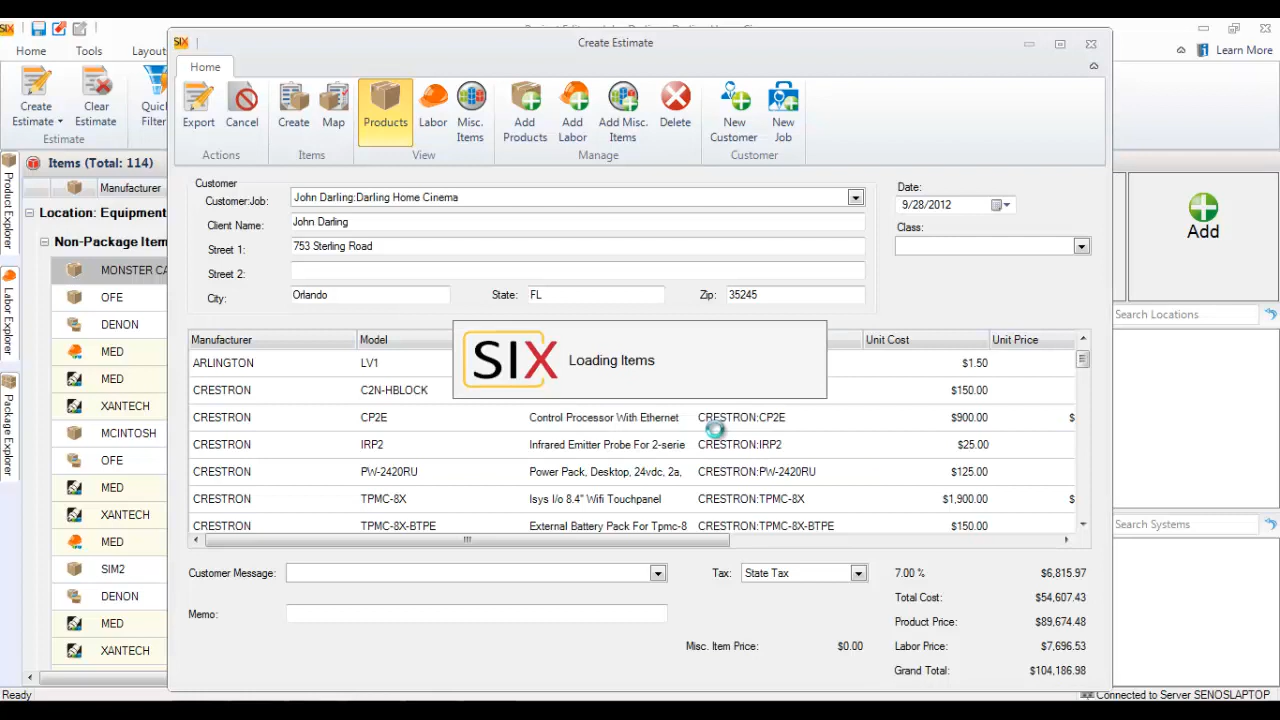 SIX
Create Estimate
Home
Tools
Layou
Home
Learn More
Create
Estimate
Clear
Estimate
Quic
Filter
Estimate
Export
Cancel
Actions
Create
Map
Items
Products
Labor
Misc.
Items
View
Add
Products
Add
Labor
Add Misc.
Items
Delete
Manage
New
Customer
New
Job
Customer
Items (Total: 114)
Manufacturer
Location: Equipment
Non-Package Item
MONSTER CA
OFE
DENON
MED
MED
XANTECH
MCINTOSH
OFE
MED
XANTECH
MED
SIM2
DENON
MED
XANTECH
Product Explorer
Labor Explorer
Package Explorer
Customer
Customer:Job: John Darling:Darling Home Cinema
Client Name: John Darling
Street 1: 753 Sterling Road
Street 2:
City: Orlando State: FL Zip: 35245
Date:
9/28/2012
Class:
Add
Search Locations
Search Systems
Manufacturer Model Unit Cost Unit Price
SIX Loading Items
ARLINGTON LV1 $1.50
CRESTRON C2N-HBLOCK $150.00
CRESTRON CP2E Control Processor With Ethernet CRESTRON:CP2E $900.00 $
CRESTRON IRP2 Infrared Emitter Probe For 2-serie CRESTRON:IRP2 $25.00
CRESTRON PW-2420RU Power Pack, Desktop, 24vdc, 2a, CRESTRON:PW-2420RU $125.00
CRESTRON TPMC-8X Isys I/o 8.4" Wifi Touchpanel CRESTRON:TPMC-8X $1,900.00 $
CRESTRON TPMC-8X-BTPE External Battery Pack For Tpmc-8 CRESTRON:TPMC-8X-BTPE $150.00
Customer Message: Tax: State Tax 7.00 % $6,815.97
Total Cost: $54,607.43
Memo: Product Price: $89,674.48
Misc. Item Price: $0.00 Labor Price: $7,696.53
Grand Total: $104,186.98
Ready
Connected to Server SENOSLAPTOP